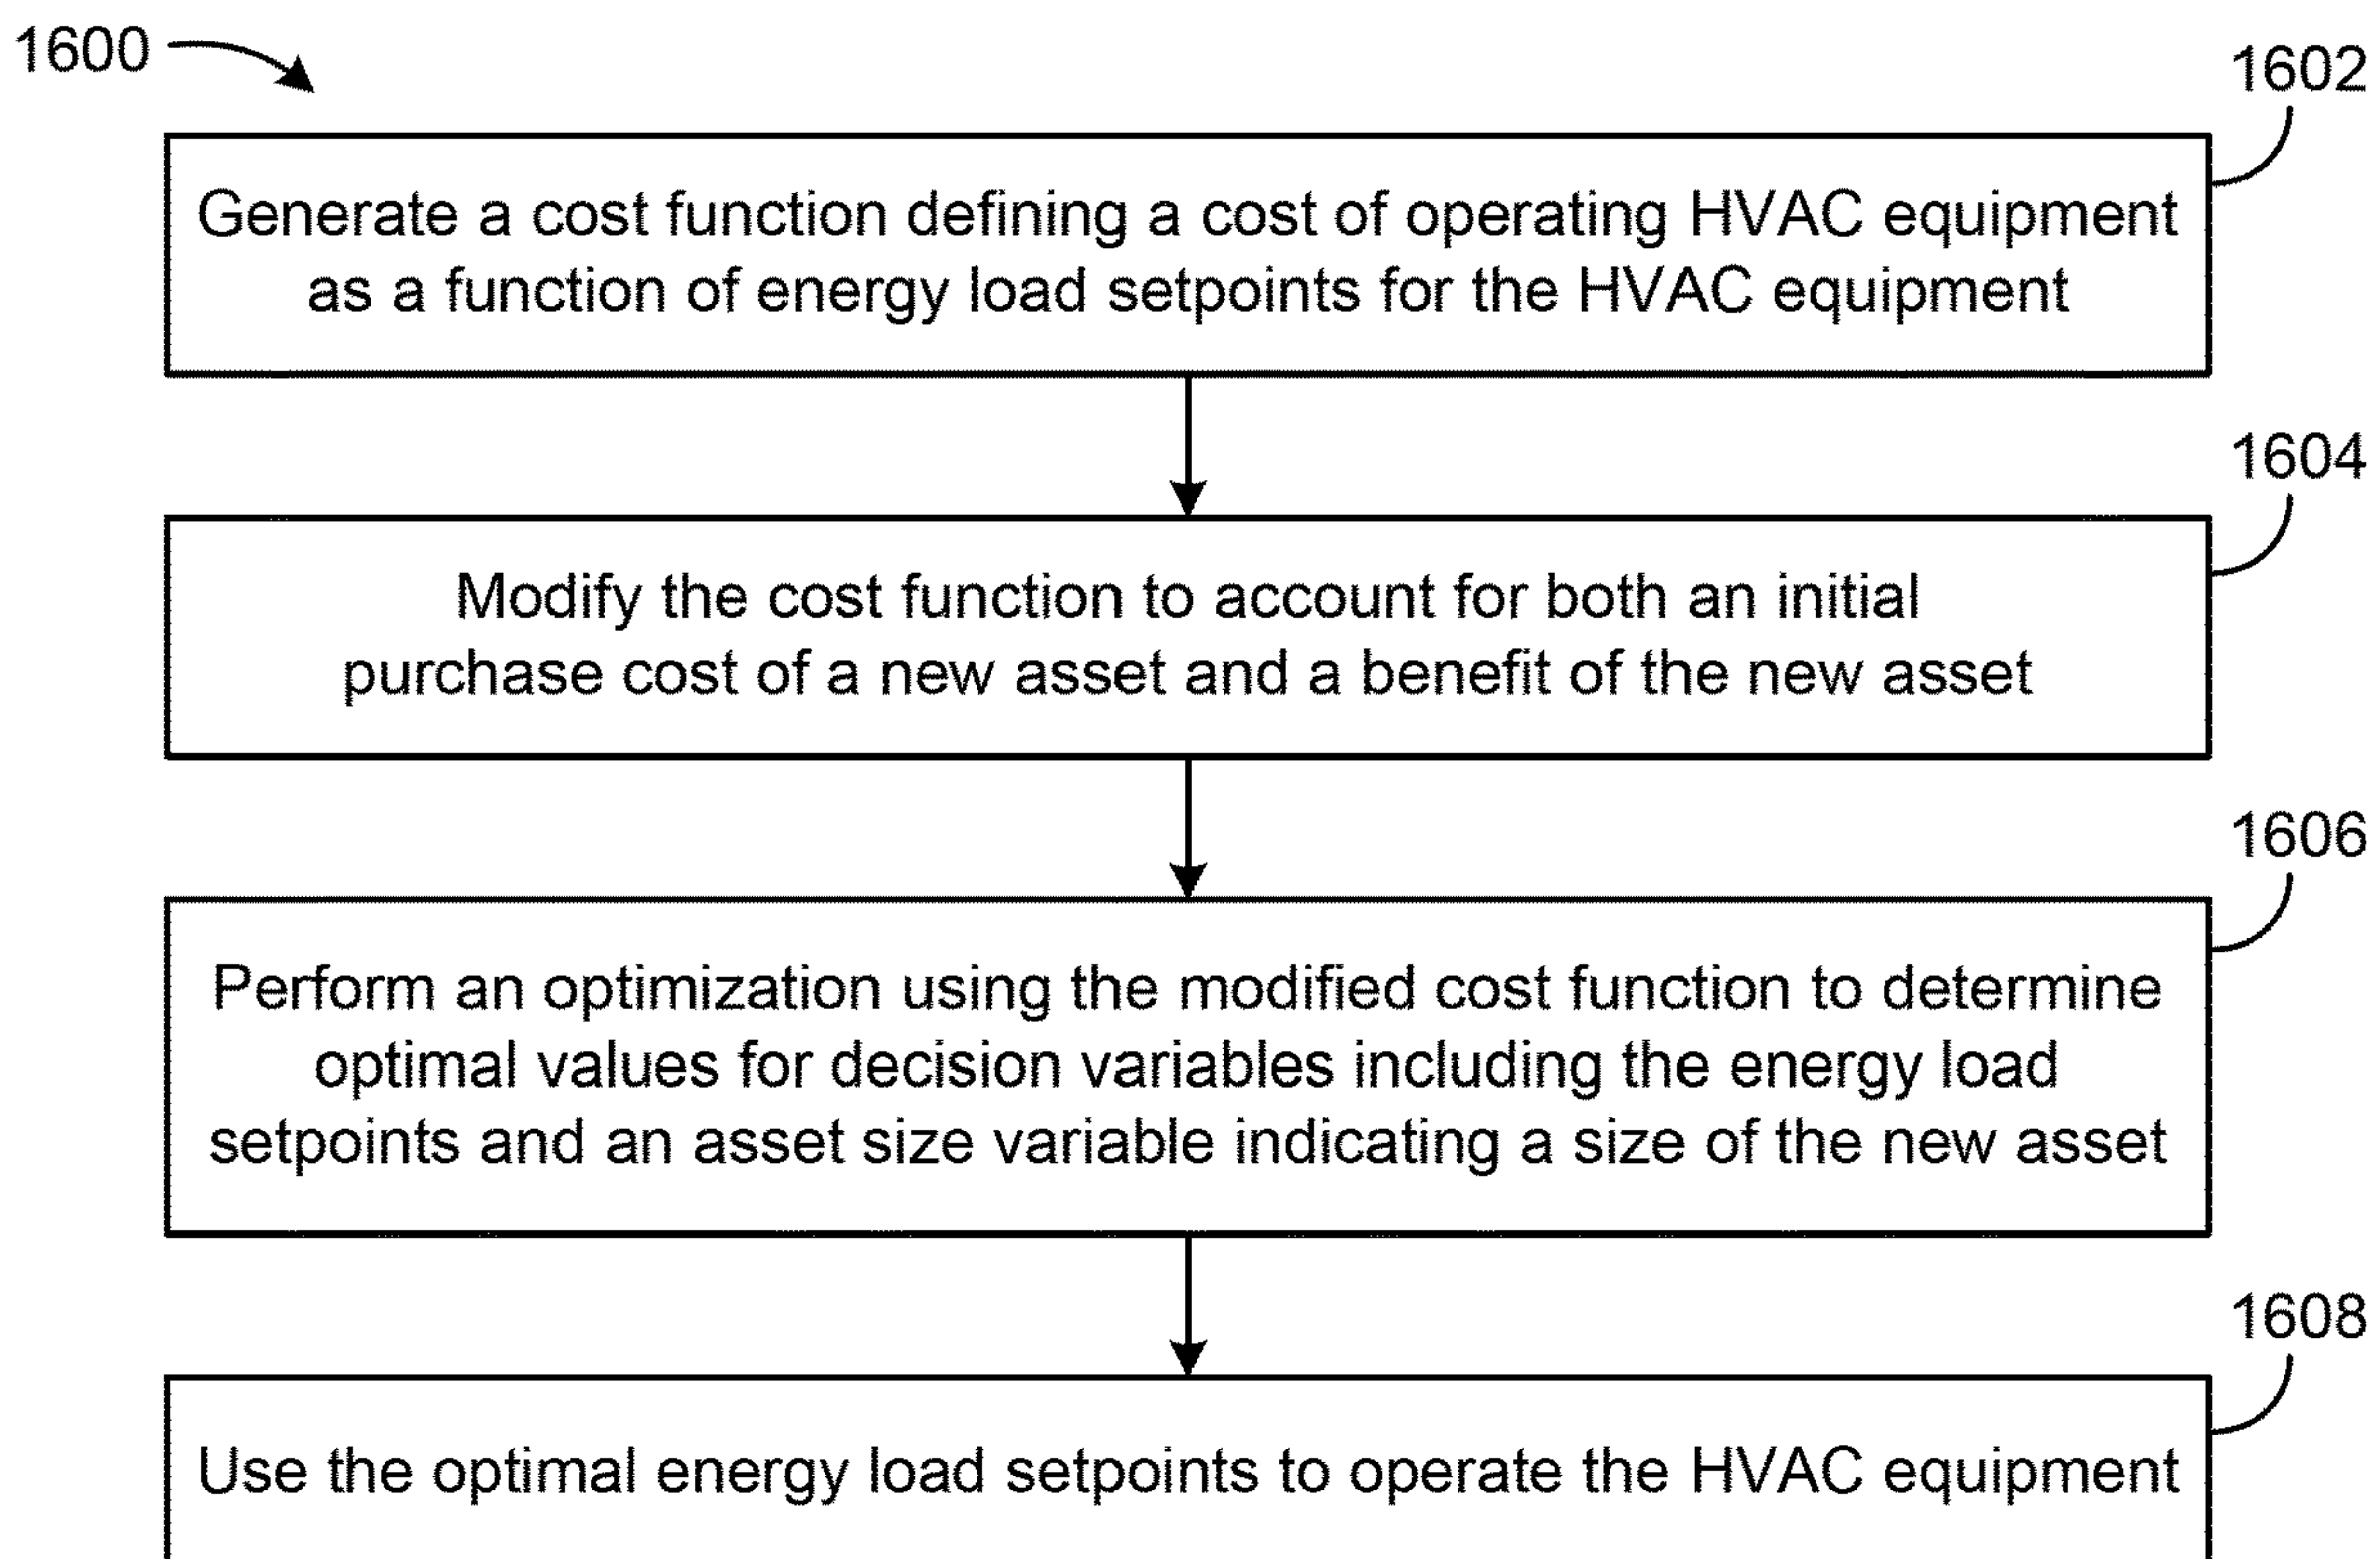 1600
1602
Generate a cost function defining a cost of operating HVAC equipment
as a function of energy load setpoints for the HVAC equipment
1604
Modify the cost function to account for both an initial
purchase cost of a new asset and a benefit of the new asset
1606
Perform an optimization using the modified cost function to determine
optimal values for decision variables including the energy load
setpoints and an asset size variable indicating a size of the new asset
1608
Use the optimal energy load setpoints to operate the HVAC equipment